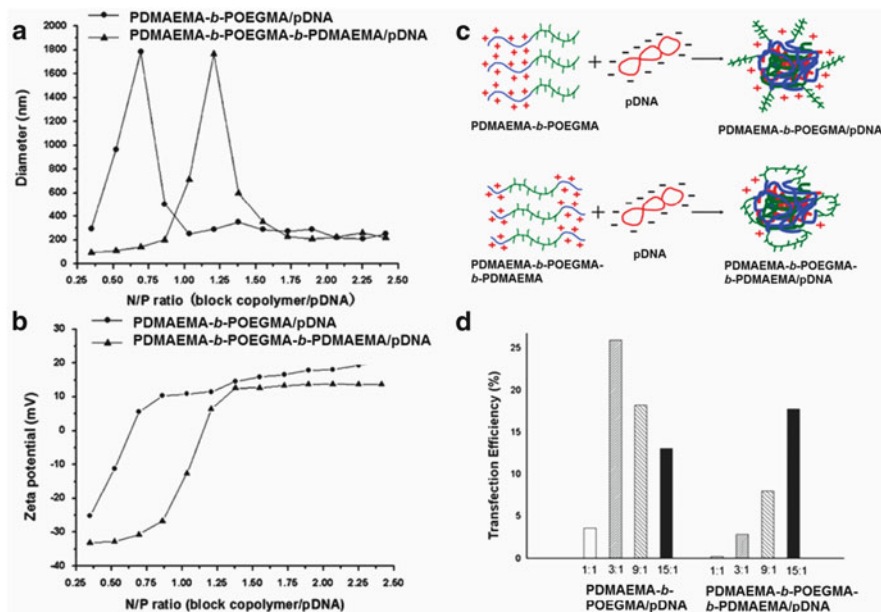 a
PDMAEMA-b-POEGMA/pDNA
PDMAEMA-b-POEGMA-b-PDMAEMA/pDNA
Diameter (nm)
2000
1800
1600
1400
1200
1000
800
600
400
200
0
0.25 0.50 0.75 1.00 1.25 1.50 1.75 2.00 2.25 2.50
N/P ratio (block copolymer/pDNA)
b
PDMAEMA-b-POEGMA/pDNA
PDMAEMA-b-POEGMA-b-PDMAEMA/pDNA
Zeta potential (mV)
30
20
10
0
-10
-20
-30
-40
0.25 0.50 0.75 1.00 1.25 1.50 1.75 2.00 2.25 2.50
N/P ratio (block copolymer/pDNA)
c
PDMAEMA-b-POEGMA
+
pDNA
PDMAEMA-b-POEGMA/pDNA
PDMAEMA-b-POEGMA-
b-PDMAEMA
+
pDNA
PDMAEMA-b-POEGMA-
b-PDMAEMA/pDNA
d
Transfection Efficiency (%)
25
20
15
10
5
0
1:1 3:1 9:1 15:1 1:1 3:1 9:1 15:1
PDMAEMA-b-
POEGMA/pDNA
PDMAEMA-b-POEGMA-
b-PDMAEMA/pDNA